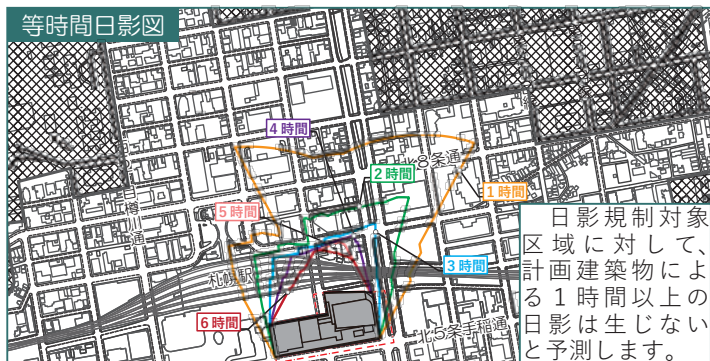 等時間日影図
4時間
北8条通
2時間
1時間
5時間
樽川通
3時間
札幌駅
6時間
北5条手稲通
日影規制対象
区域に対して、
計画建築物によ
る1時間以上の
日影は生じない
と予測します。